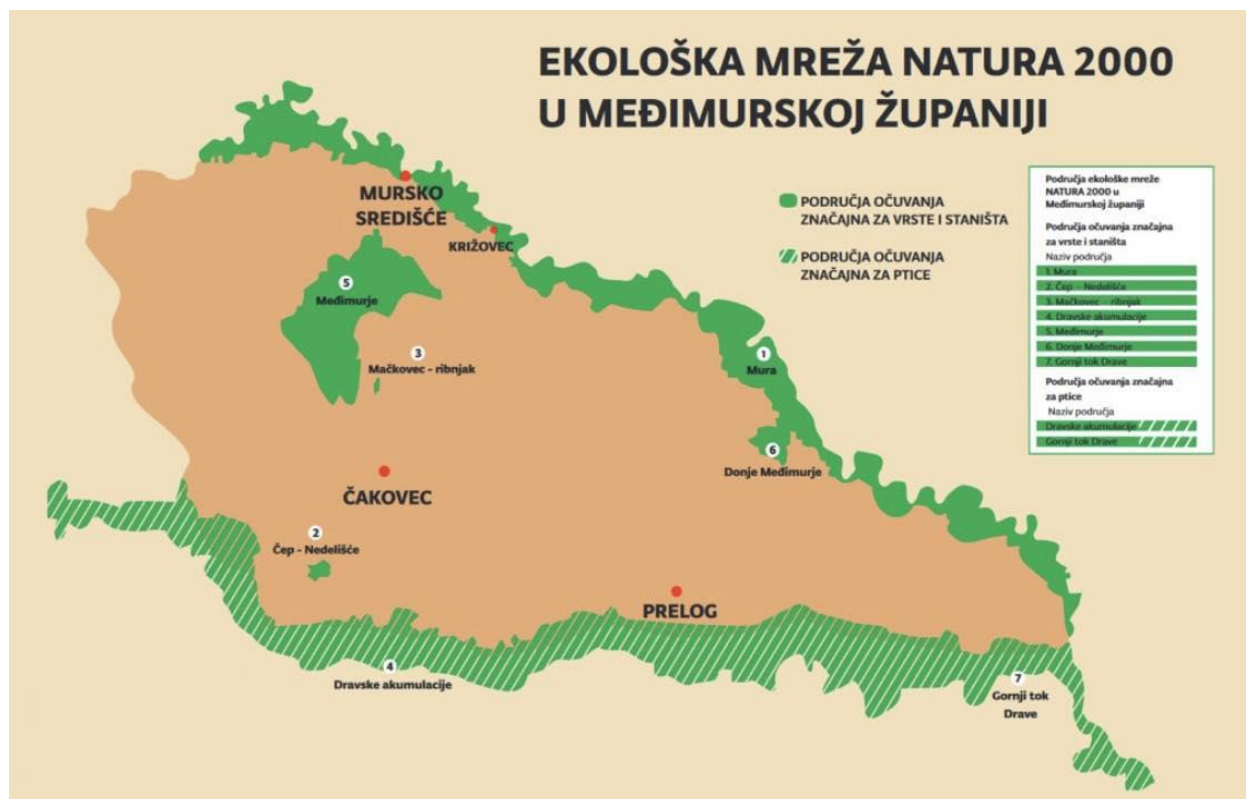 EKOLOŠKA MREŽA NATURA 2000
U MEĐIMURSKOJ ŽUPANIJI
PODRUČJA OČUVANJA
ZNAČAJNA ZA VRSTE I STANIŠTA
PODRUČJA OČUVANJA
ZNAČAJNA ZA PTICE
Područja ekološke mreže
NATURA 2000 u
Međimurskoj županiji
Područja očuvanja značajna
za vrste i staništa
Naziv područja
1. Mura
2. Čep – Nedelišće
3. Mačkovec – ribnjak
4. Dravske akumulacije
5. Međimurje
6. Donje Međimurje
7. Gornji tok Drave
Područja očuvanja značajna
za ptice
Naziv područja
Dravske akumulacije
Gornji tok Drave
MURSKO
SREDIŠĆE
KRIŽOVEC
5
Međimurje
3
Mačkovec - ribnjak
1
Mura
6
Donje Međimurje
ČAKOVEC
2
Čep - Nedelišće
PRELOG
4
Dravske akumulacije
7
Gornji tok
Drave